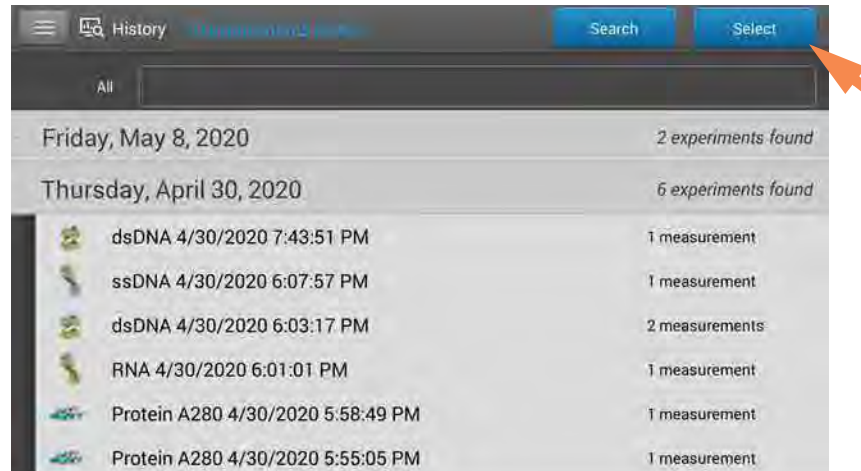 History Search Select
All
Friday, May 8, 2020 2 experiments found
Thursday, April 30, 2020 6 experiments found
dsDNA 4/30/2020 7:43:51 PM 1 measurement
ssDNA 4/30/2020 6:07:57 PM 1 measurement
dsDNA 4/30/2020 6:03:17 PM 2 measurements
RNA 4/30/2020 6:01:01 PM 1 measurement
Protein A280 4/30/2020 5:58:49 PM 1 measurement
Protein A280 4/30/2020 5:55:05 PM 1 measurement